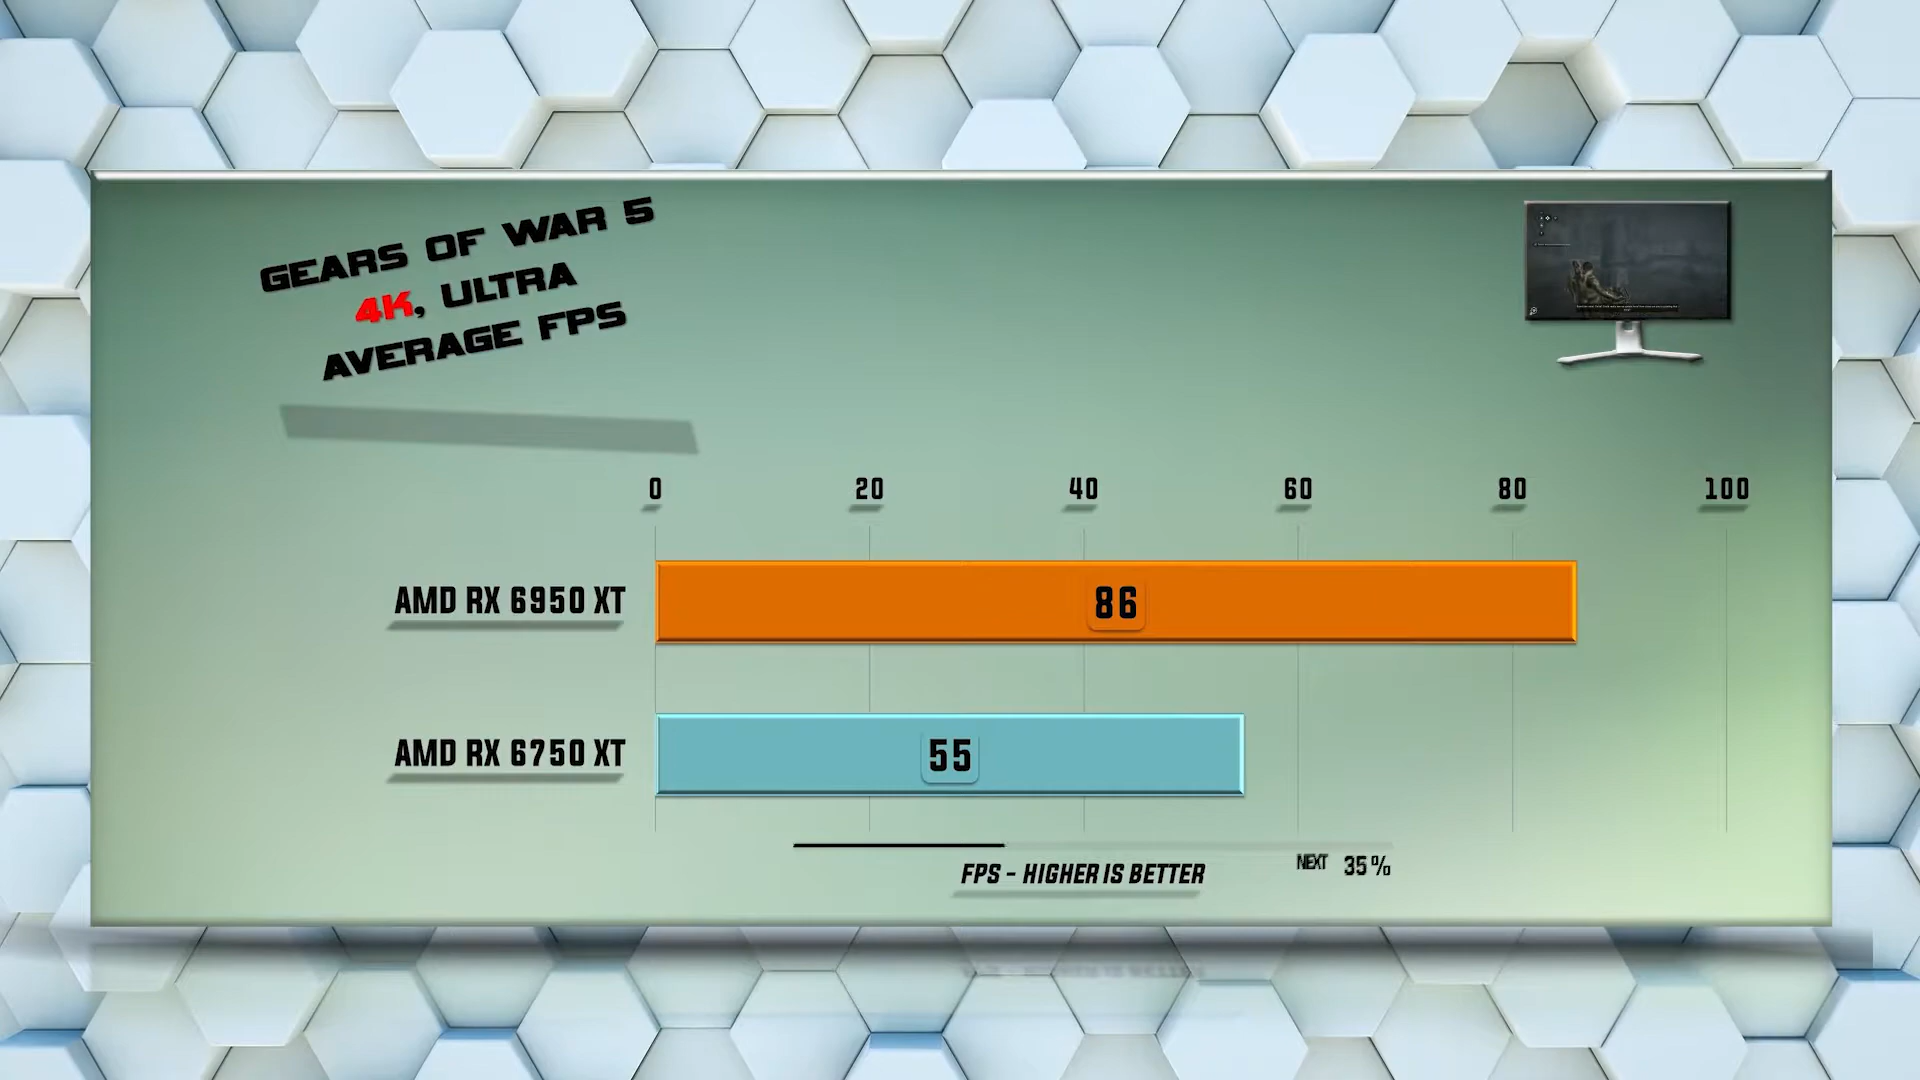 GEARS OF WAR 5
4K, ULTRA
AVERAGE FPS
0 20 40 60 80 100
AMD RX 6950 XT 86
AMD RX 6750 XT 55
FPS - HIGHER IS BETTER
NEXT 35%